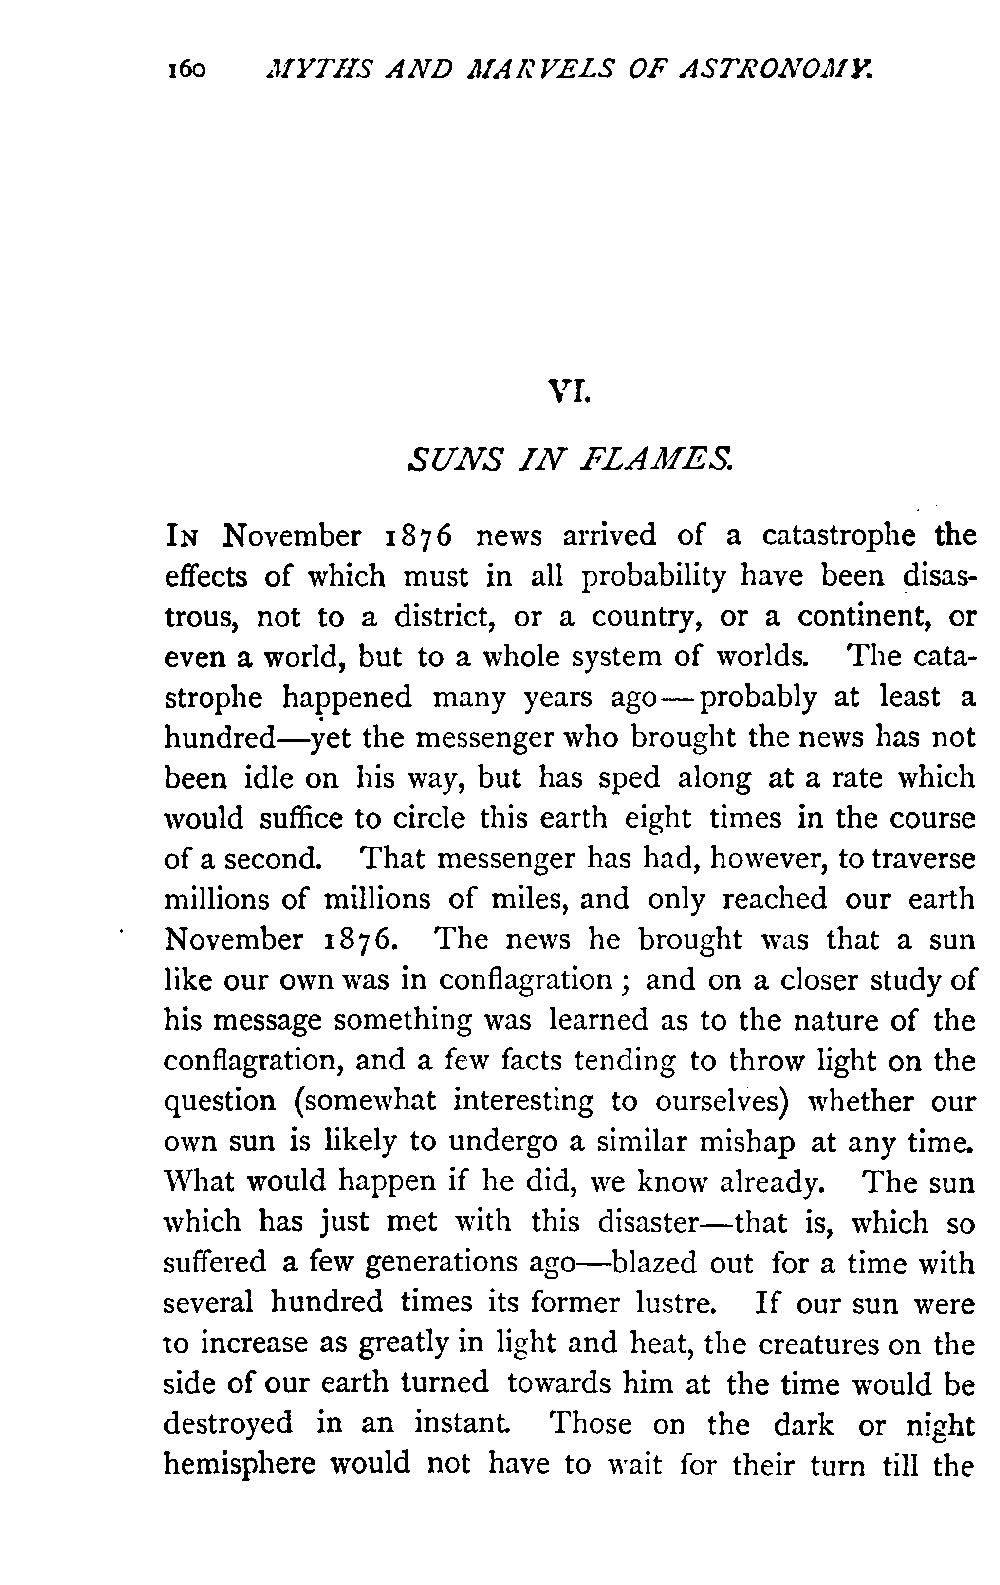 160 MYTHS AND MARVELS OF ASTRONOMY.
VI.
SUNS IN FLAMES.
IN November 1876 news arrived of a catastrophe the
effects of which must in all probability have been disas-
trous, not to a district, or a country, or a continent, or
even a world, but to a whole system of worlds. The cata-
strophe happened many years ago—probably at least a
hundred—yet the messenger who brought the news has not
been idle on his way, but has sped along at a rate which
would suffice to circle this earth eight times in the course
of a second. That messenger has had, however, to traverse
millions of millions of miles, and only reached our earth
November 1876. The news he brought was that a sun
like our own was in conflagration ; and on a closer study of
his message something was learned as to the nature of the
conflagration, and a few facts tending to throw light on the
question (somewhat interesting to ourselves) whether our
own sun is likely to undergo a similar mishap at any time.
What would happen if he did, we know already. The sun
which has just met with this disaster—that is, which so
suffered a few generations ago—blazed out for a time with
several hundred times its former lustre. If our sun were
to increase as greatly in light and heat, the creatures on the
side of our earth turned towards him at the time would be
destroyed in an instant. Those on the dark or night
hemisphere would not have to wait for their turn till the